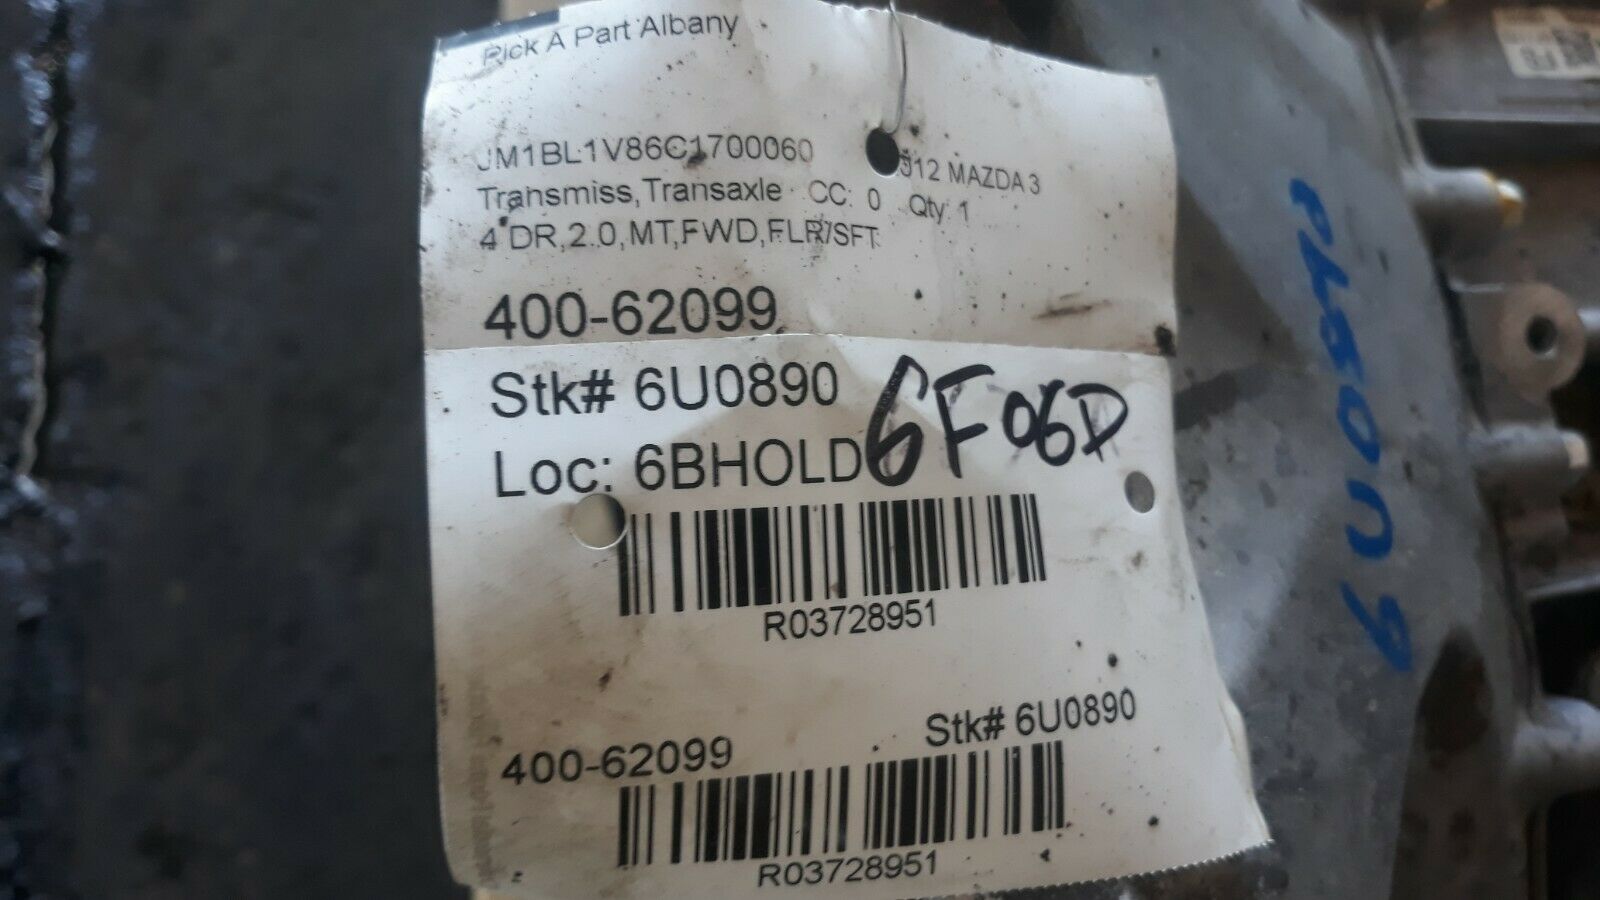 Pick A Part Albany
JM1BL1V86C1700060
12 MAZDA 3
Transmiss,Transaxle CC: 0 Qty: 1
4 DR,2.0,MT,FWD,FLR/SFT
400-62099
Stk# 6U0890
Loc: 6BHOLD 6F06D
R03728951
400-62099 Stk# 6U0890
R03728951